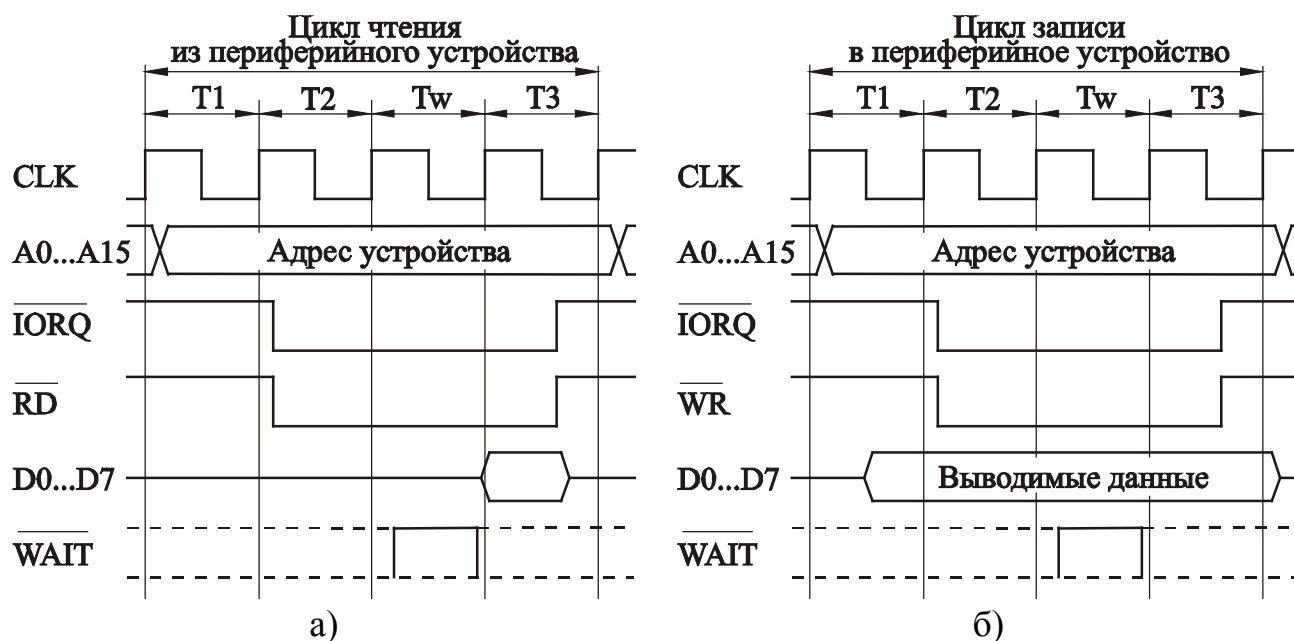 Цикл чтения
из периферийного устройства
T1 T2 Tw T3
CLK
A0...A15
Адрес устройства
IORQ
RD
D0...D7
WAIT
а)
Цикл записи
в периферийное устройство
T1 T2 Tw T3
CLK
A0...A15
Адрес устройства
IORQ
WR
D0...D7
Выводимые данные
WAIT
б)